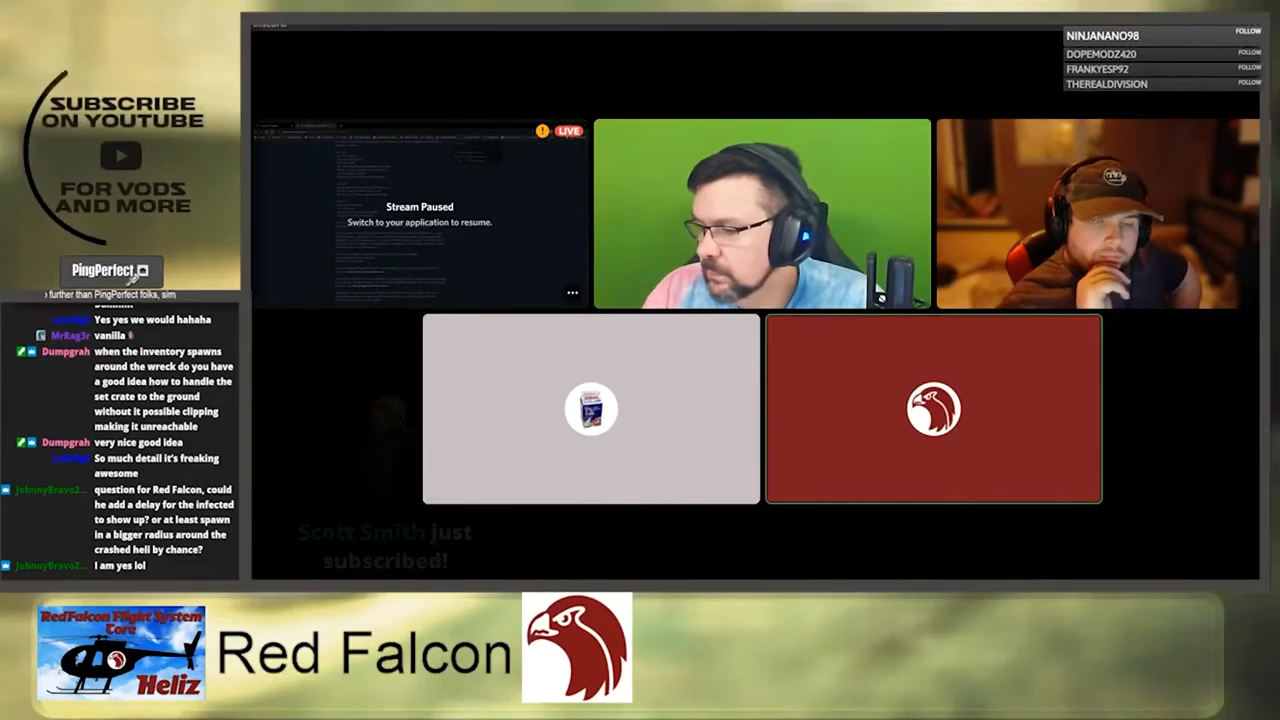 SUBSCRIBE
ON YOUTUBE
FOR VODS
AND MORE
PingPerfect
further than PingPerfect folks, sim
Yes yes we would hahaha
MrRag3r vanilla
Dumpgrah when the Inventory spawns
around the wreck do you have
a good idea how to handle the
set crate to the ground
without it possible clipping
making it unreachable
Dumpgrah very nice good idea
So much detail it's freaking
awesome
JohnnyBravo2... question for Red Falcon, could
he add a delay for the infected
to show up? or at least spawn
in a bigger radius around the
crashed heli by chance?
JohnnyBravo2... I am yes lol
LIVE
Stream Paused
Switch to your application to resume.
NINJANANO98 FOLLOW
DOPEMODZ420 FOLLOW
FRANKYESP92 FOLLOW
THEREALDIVISION FOLLOW
Scott Smith just
subscribed!
RedFalcon Flight System
Core
Heliz
Red Falcon